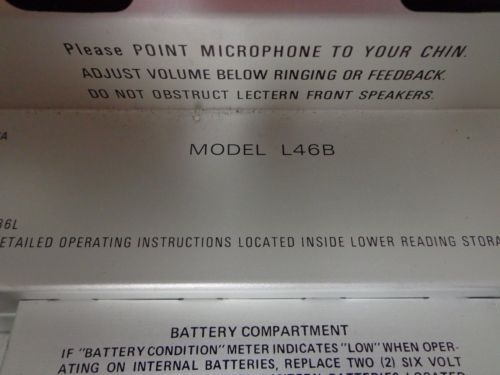 Please POINT MICROPHONE TO YOUR CHIN.
ADJUST VOLUME BELOW RINGING OR FEEDBACK.
DO NOT OBSTRUCT LECTERN FRONT SPEAKERS.
MODEL L46B
ETAILED OPERATING INSTRUCTIONS LOCATED INSIDE LOWER READING STORA
BATTERY COMPARTMENT
IF "BATTERY CONDITION" METER INDICATES "LOW" WHEN OPER-
ATING ON INTERNAL BATTERIES, REPLACE TWO (2) SIX VOLT
BATTERIES LOCATED